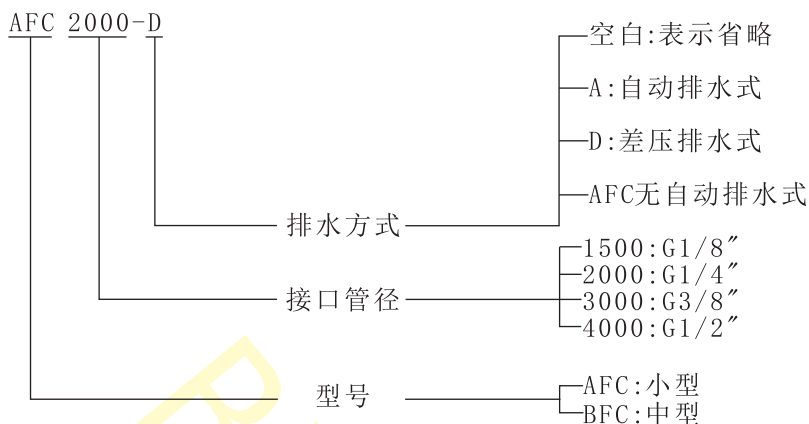 AFC 2000-D
空白:表示省略
A:自动排水式
D:差压排水式
AFC无自动排水式
排水方式
1500:G1/8″
2000:G1/4″
3000:G3/8″
4000:G1/2″
接口管径
AFC:小型
BFC:中型
型号